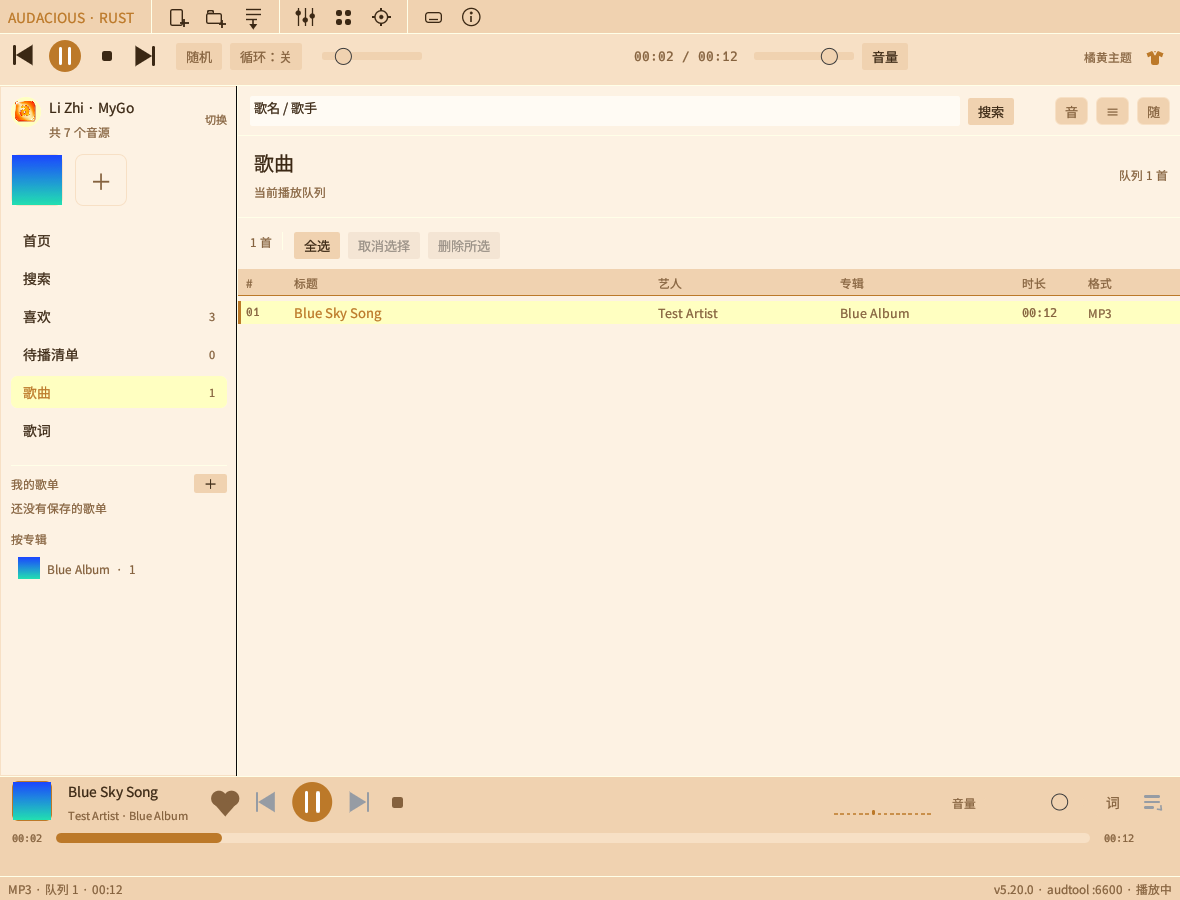 AUDACIOUS · RUST
随机 循环：关 00:02 / 00:12 音量 橘黄主题
Li Zhi · MyGo
共 7 个音源
切换
首页
搜索
喜欢 3
待播清单 0
歌曲 1
歌词
我的歌单
还没有保存的歌单
按专辑
Blue Album · 1
歌名 / 歌手 搜索 音 随
歌曲
当前播放队列
队列 1 首
1 首 全选 取消选择 删除所选
# 标题 艺人 专辑 时长 格式
01 Blue Sky Song Test Artist Blue Album 00:12 MP3
Blue Sky Song
Test Artist · Blue Album
音量 词
00:02 00:12
MP3 · 队列 1 · 00:12
v5.20.0 · audtool :6600 · 播放中